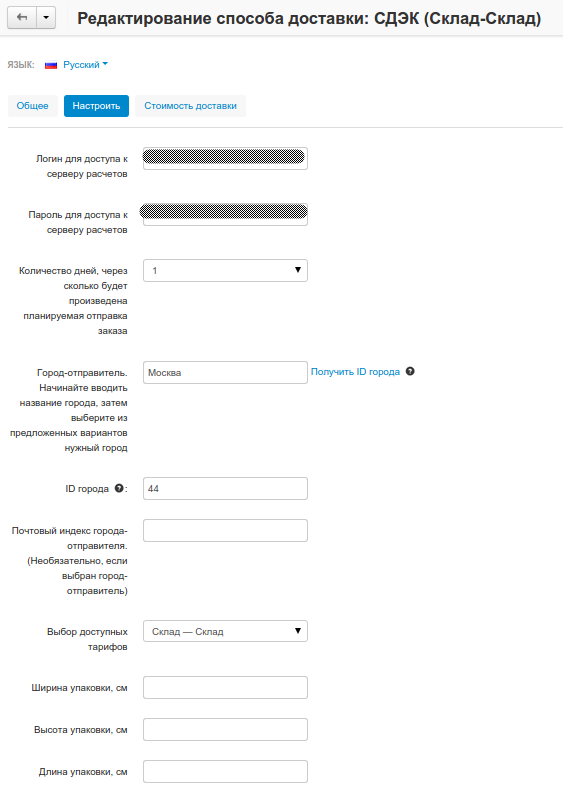 Редактирование способа доставки: СДЭК (Склад-Склад)
ЯЗЫК: Русский
Общее Настроить Стоимость доставки
Логин для доступа к
серверу расчетов
Пароль для доступа к
серверу расчетов
Количество дней, через 1
сколько будет
произведена
планируемая отправка
заказа
Город-отправитель. Москва Получить ID города
Начинайте вводить
название города, затем
выберите из
предложенных вариантов
нужный город
ID города : 44
Почтовый индекс города-
отправителя.
(Необязательно, если
выбран город-
отправитель)
Выбор доступных Склад — Склад
тарифов
Ширина упаковки, см
Высота упаковки, см
Длина упаковки, см